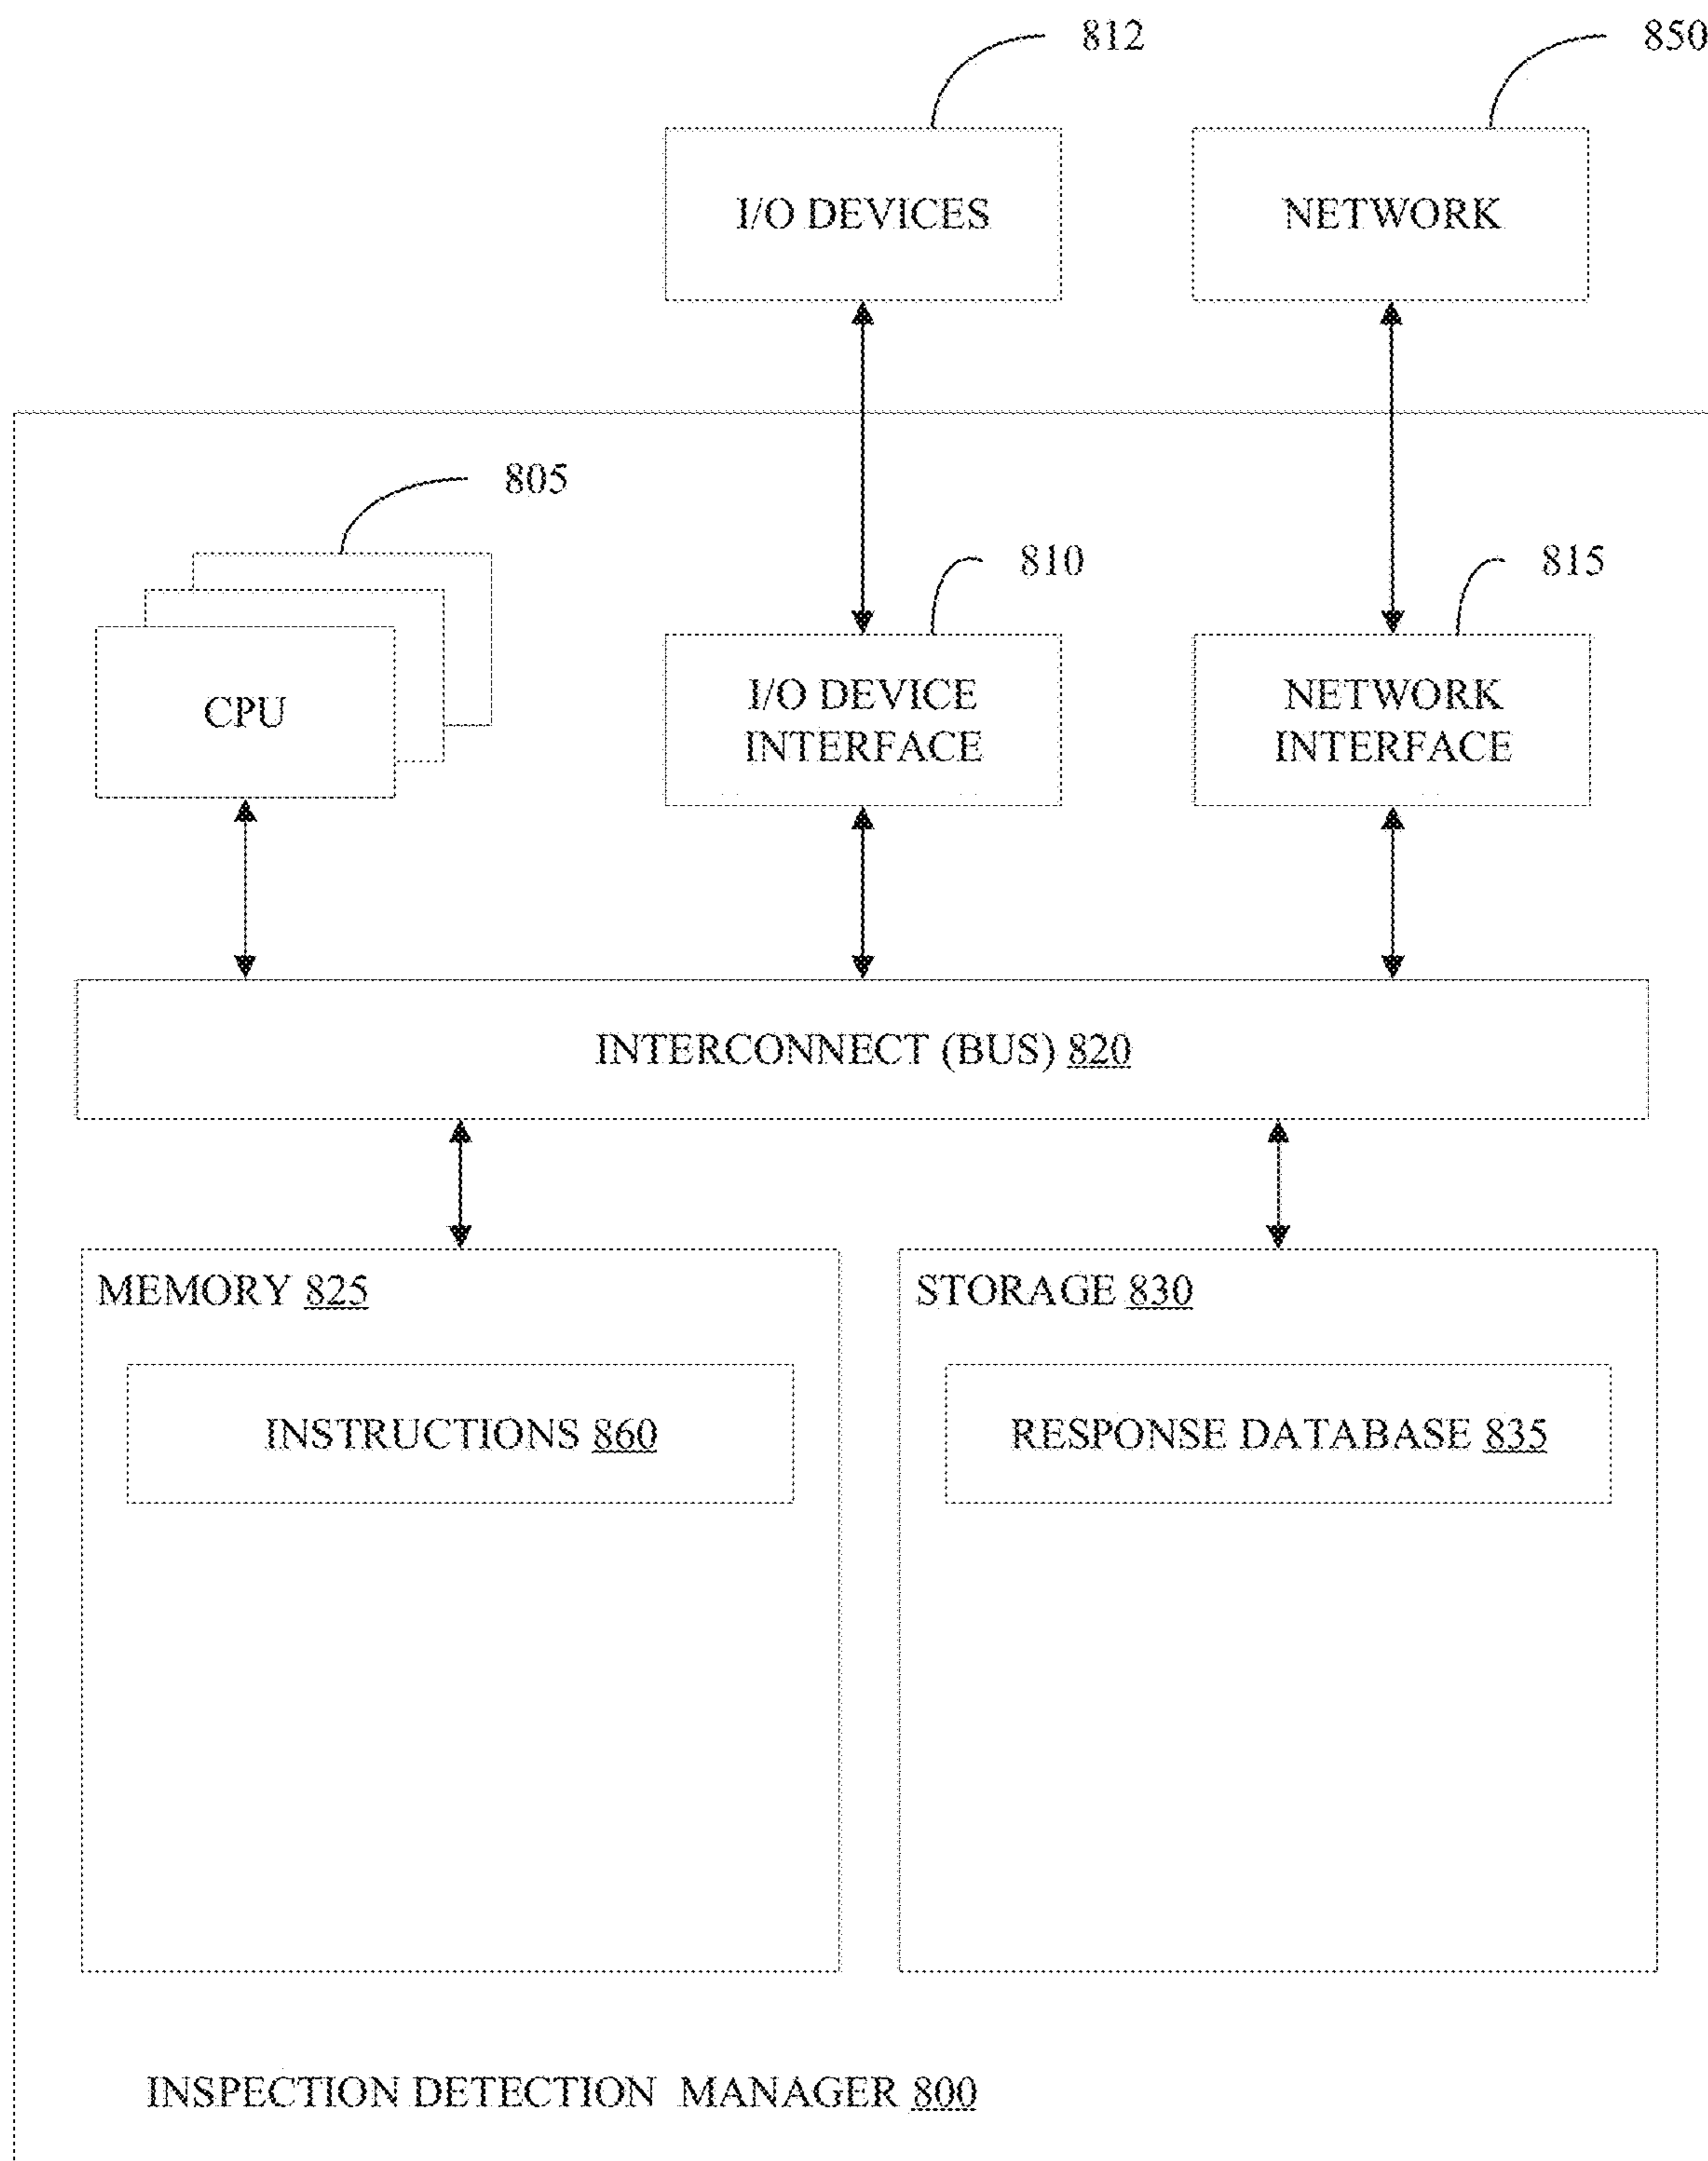 812
850
I/O DEVICES
NETWORK
805
810
815
CPU
I/O DEVICE
INTERFACE
NETWORK
INTERFACE
INTERCONNECT (BUS) 820
MEMORY 825
STORAGE 830
INSTRUCTIONS 860
RESPONSE DATABASE 835
INSPECTION DETECTION MANAGER 800